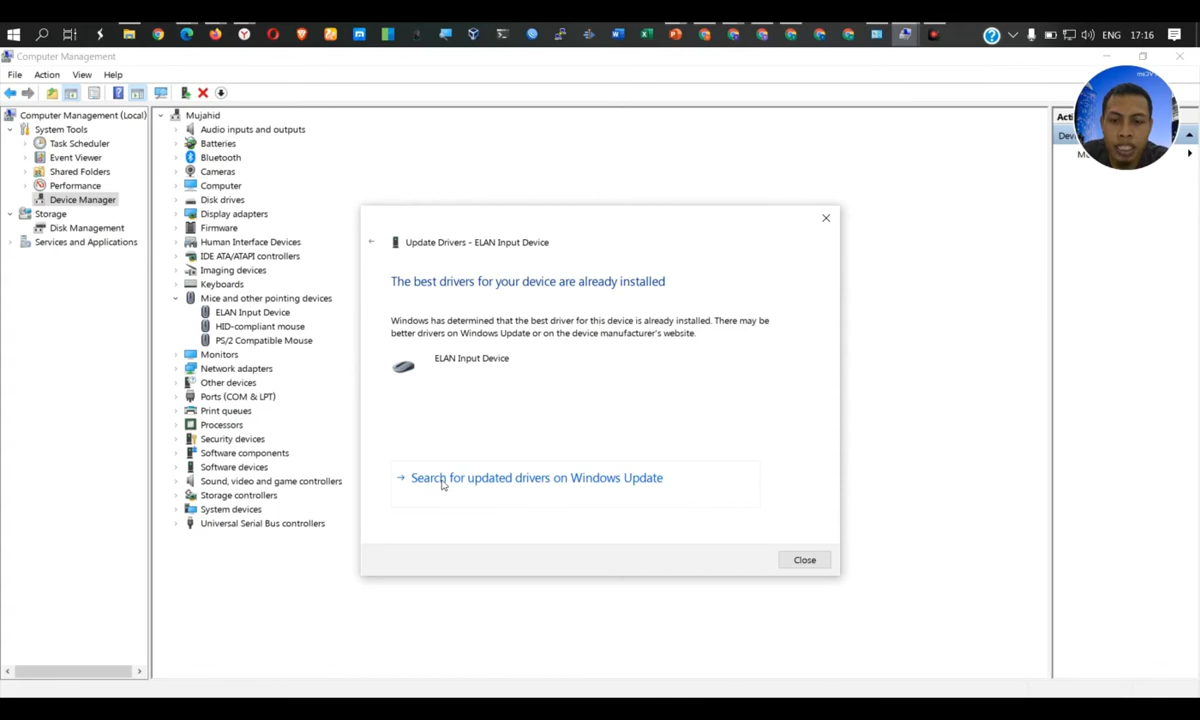 ENG
17:16
Computer Management
File Action View Help
Computer Management (Local)
System Tools
Task Scheduler
Event Viewer
Shared Folders
Performance
Device Manager
Storage
Disk Management
Services and Applications
Mujahid
Audio inputs and outputs
Batteries
Bluetooth
Cameras
Computer
Disk drives
Display adapters
Firmware
Human Interface Devices
IDE ATA/ATAPI controllers
Imaging devices
Keyboards
Mice and other pointing devices
ELAN Input Device
HID-compliant mouse
PS/2 Compatible Mouse
Monitors
Network adapters
Other devices
Ports (COM & LPT)
Print queues
Processors
Security devices
Software components
Software devices
Sound, video and game controllers
Storage controllers
System devices
Universal Serial Bus controllers
Update Drivers - ELAN Input Device
The best drivers for your device are already installed
Windows has determined that the best driver for this device is already installed. There may be
better drivers on Windows Update or on the device manufacturer's website.
ELAN Input Device
Search for updated drivers on Windows Update
Close